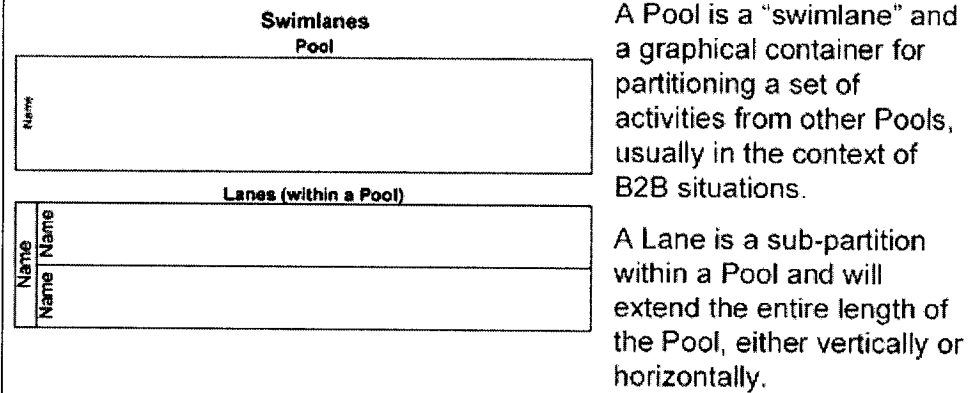 Swimlanes
Pool
Name
Lanes (within a Pool)
Name
Name
Name
A Pool is a “swimlane” and
a graphical container for
partitioning a set of
activities from other Pools,
usually in the context of
B2B situations.
A Lane is a sub-partition
within a Pool and will
extend the entire length of
the Pool, either vertically or
horizontally.